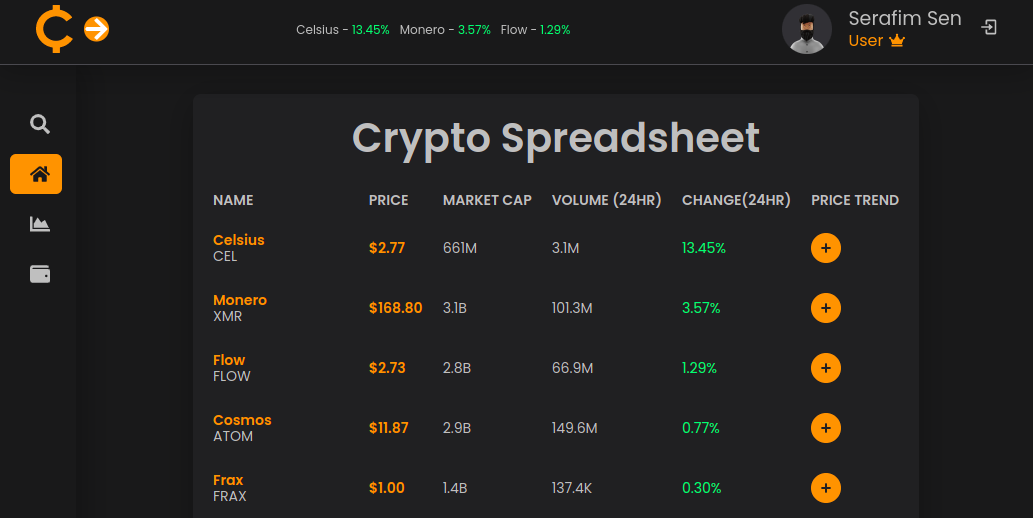 Celsius - 13.45% Monero - 3.57% Flow - 1.29%
Serafim Sen
User
Crypto Spreadsheet
NAME PRICE MARKET CAP VOLUME (24HR) CHANGE(24HR) PRICE TREND
Celsius
CEL $2.77 661M 3.1M 13.45%
Monero
XMR $168.80 3.1B 101.3M 3.57%
Flow
FLOW $2.73 2.8B 66.9M 1.29%
Cosmos
ATOM $11.87 2.9B 149.6M 0.77%
Frax
FRAX $1.00 1.4B 137.4K 0.30%